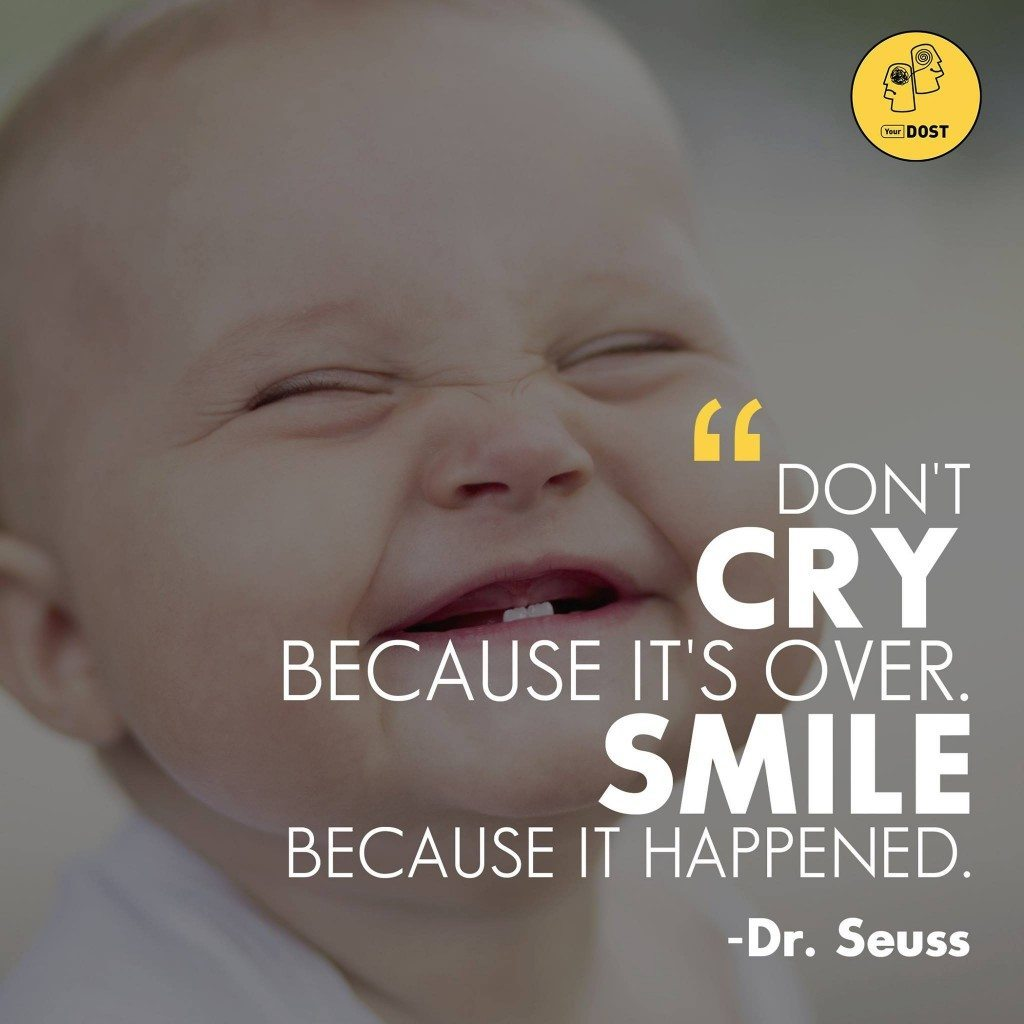 Your DOST
“
DON'T
CRY
BECAUSE IT'S OVER.
SMILE
BECAUSE IT HAPPENED.
-Dr. Seuss